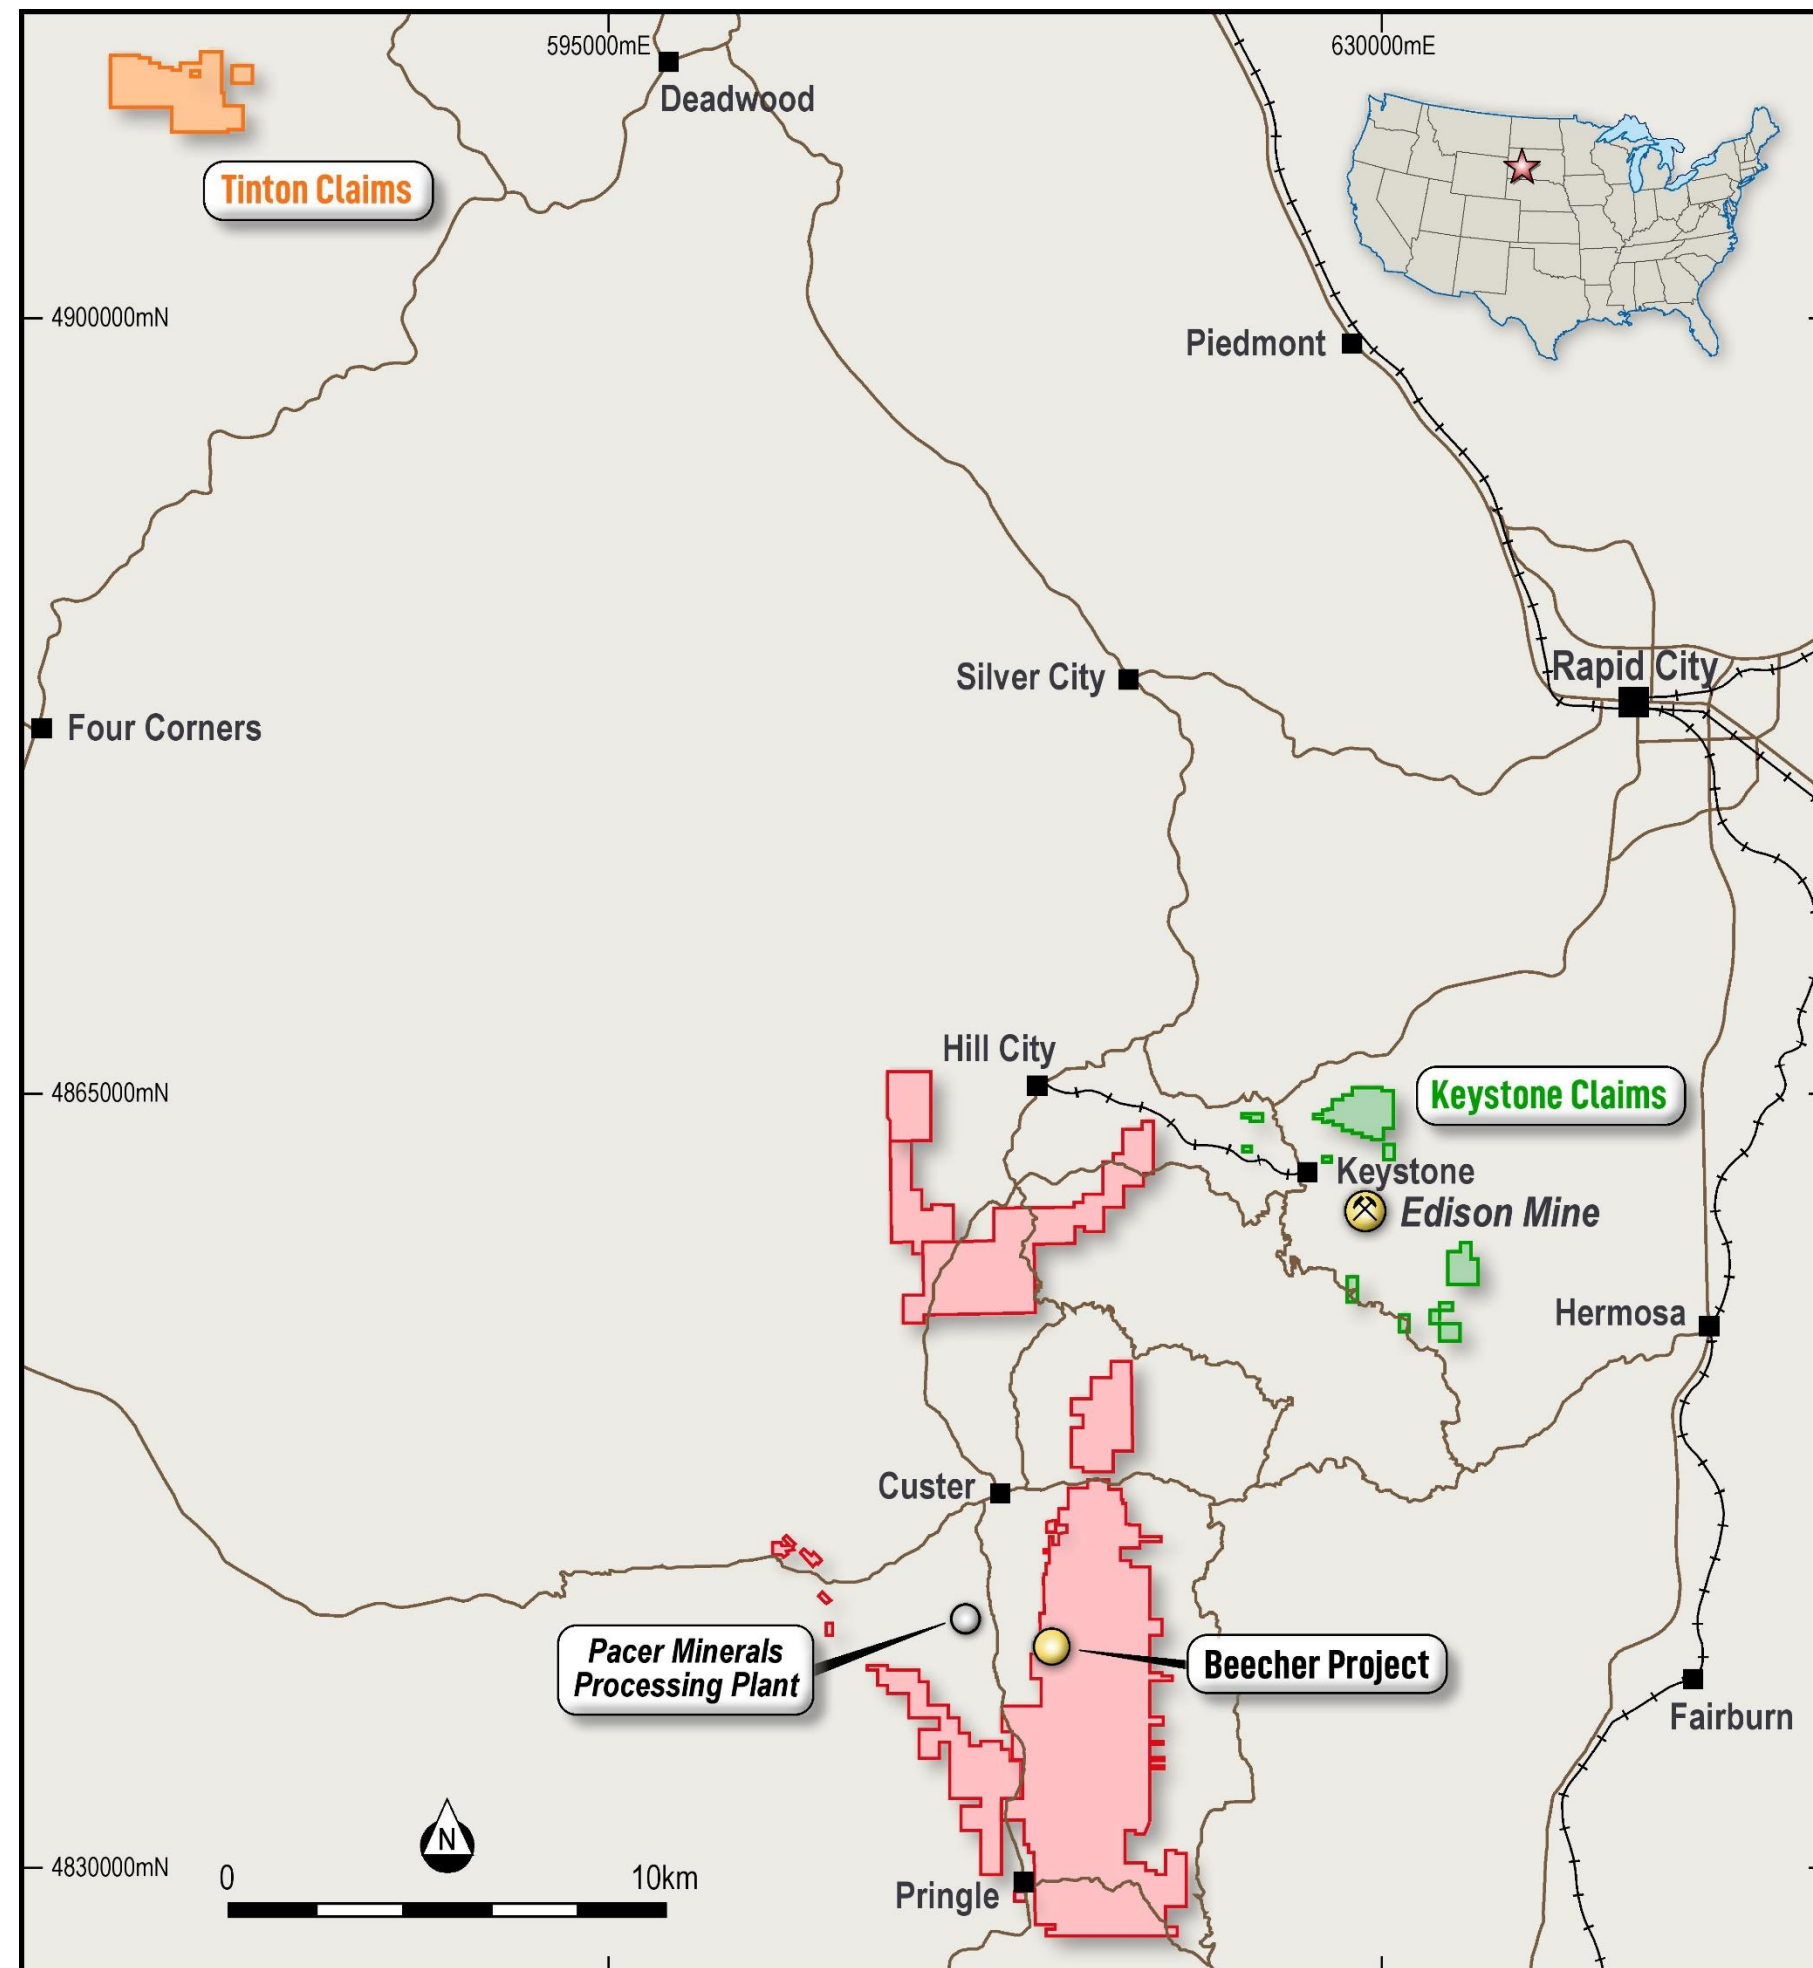 595000mE
630000mE
Deadwood
Tinton Claims
4900000mN
Piedmont
Rapid City
Silver City
Four Corners
Hill City
4865000mN
Keystone Claims
Keystone
Edison Mine
Hermosa
Custer
Pacer Minerals
Processing Plant
Beecher Project
Fairburn
4830000mN
N
0
10km
Pringle